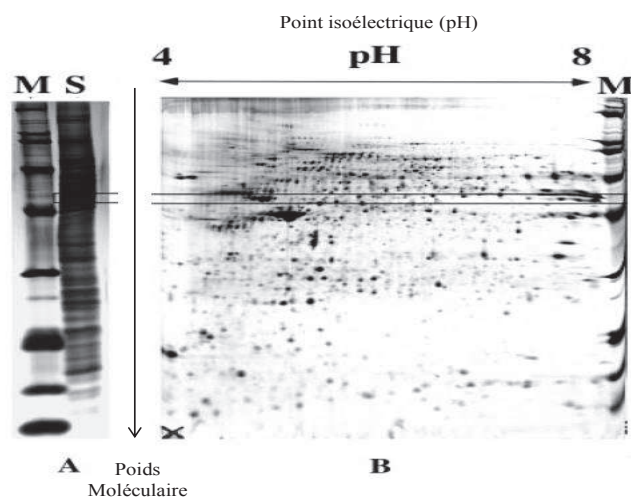 Point isoélectrique (pH)
4 pH 8
M S M
A Poids
Moléculaire
B